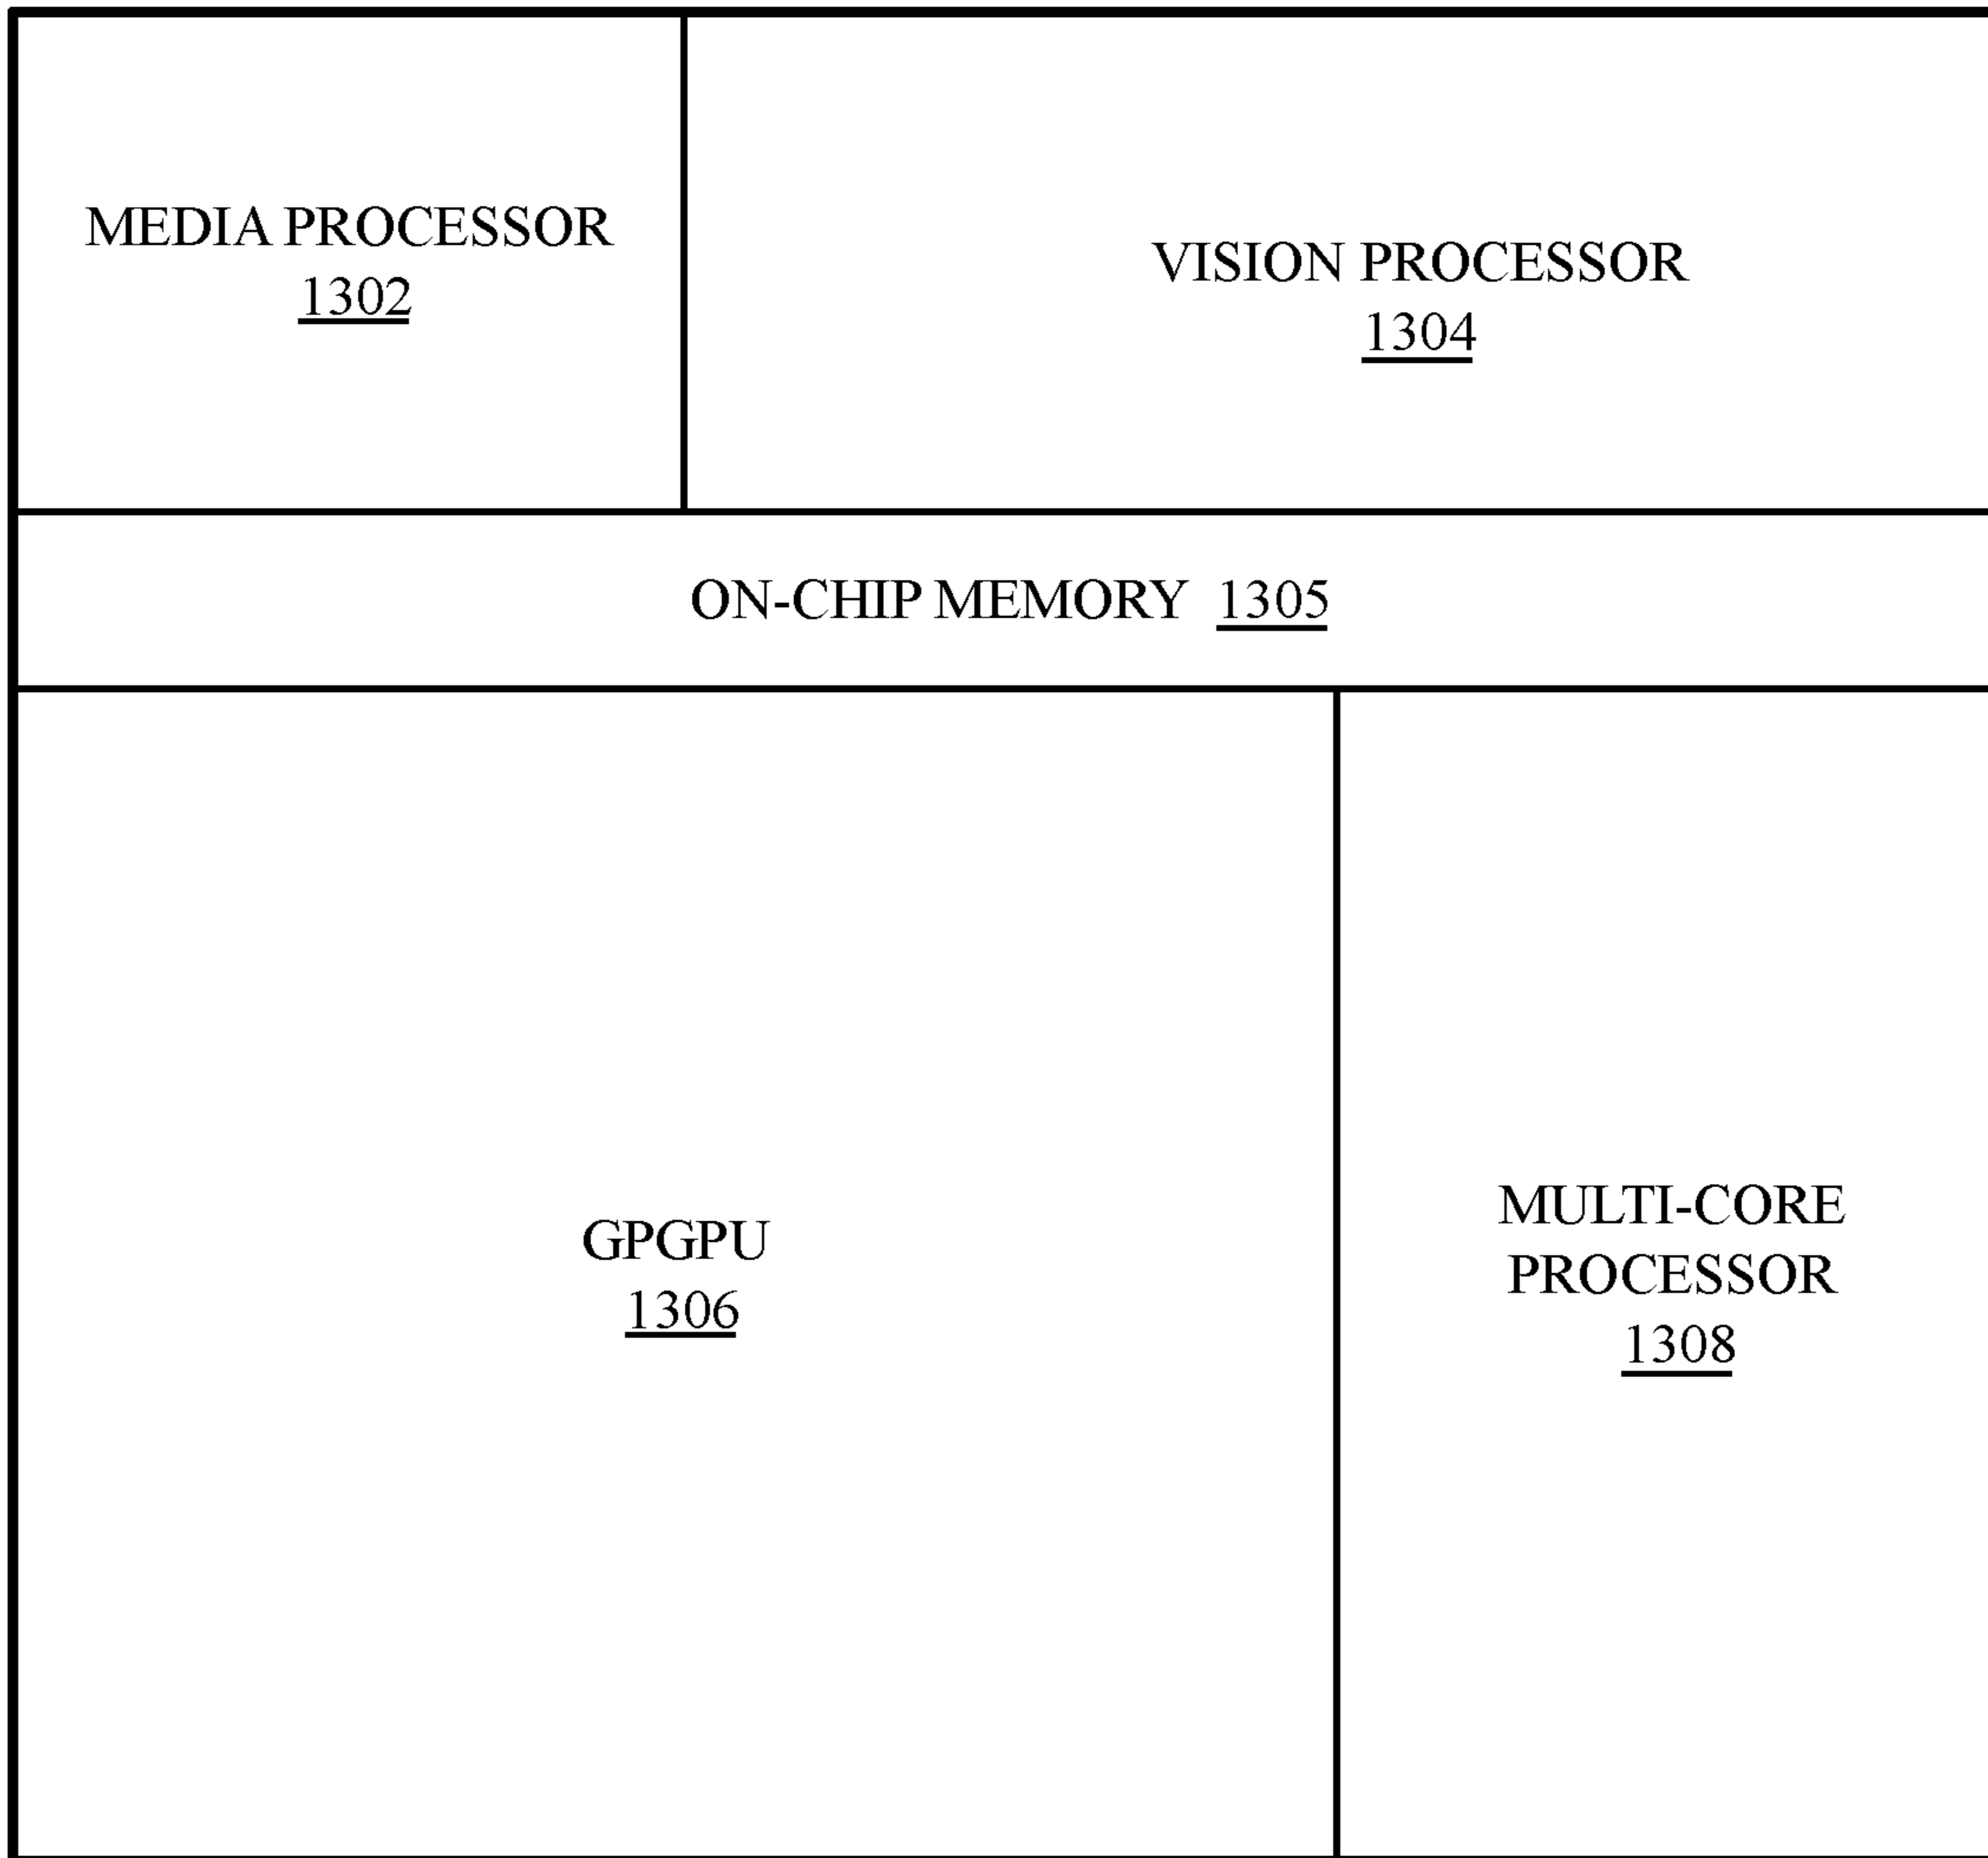 MEDIA PROCESSOR
1302
VISION PROCESSOR
1304
ON-CHIP MEMORY 1305
GPGPU
1306
MULTI-CORE
PROCESSOR
1308